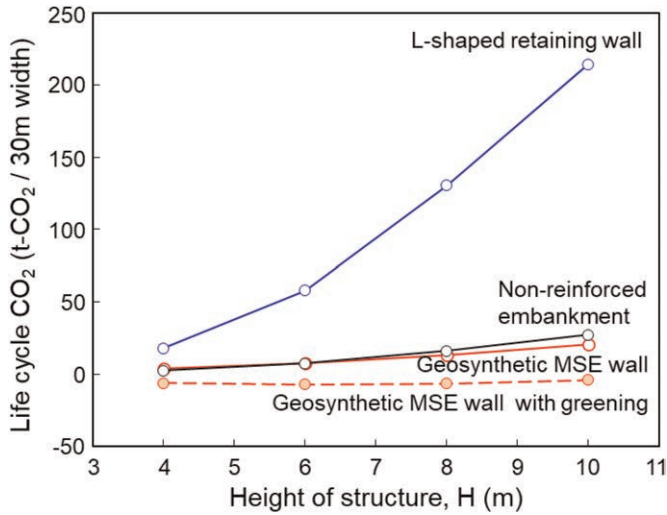 250
200
150
100
50
0
-50
3 4 5 6 7 8 9 10 11
Life cycle CO₂ (t-CO₂ / 30m width)
Height of structure, H (m)
L-shaped retaining wall
Non-reinforced
embankment
Geosynthetic MSE wall
Geosynthetic MSE wall with greening